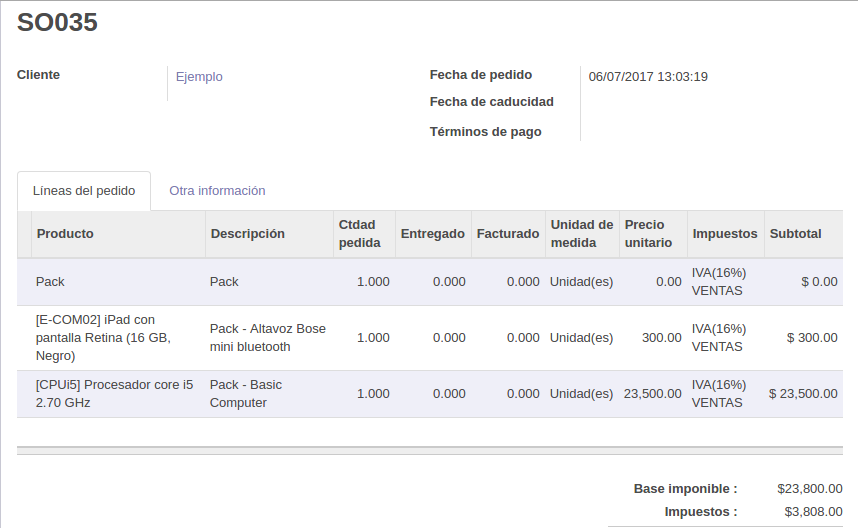 SO035
Cliente Ejemplo Fecha de pedido 06/07/2017 13:03:19
Fecha de caducidad
Términos de pago
Líneas del pedido Otra información
Producto Descripción Ctdad pedida Entregado Facturado Unidad de medida Precio unitario Impuestos Subtotal
Pack Pack 1.000 0.000 0.000 Unidad(es) 0.00 IVA(16%) VENTAS $ 0.00
[E-COM02] iPad con pantalla Retina (16 GB, Negro) Pack - Altavoz Bose mini bluetooth 1.000 0.000 0.000 Unidad(es) 300.00 IVA(16%) VENTAS $ 300.00
[CPUi5] Procesador core i5 2.70 GHz Pack - Basic Computer 1.000 0.000 0.000 Unidad(es) 23,500.00 IVA(16%) VENTAS $ 23,500.00
Base imponible : $23,800.00
Impuestos : $3,808.00